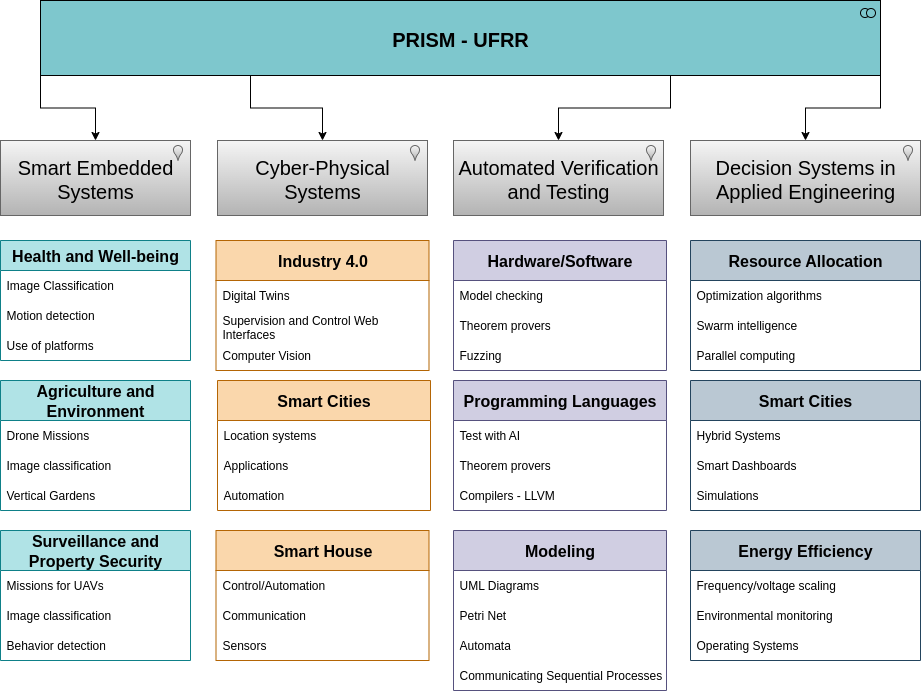 PRISM - UFRR
Smart Embedded
Systems
Cyber-Physical
Systems
Automated Verification
and Testing
Decision Systems in
Applied Engineering
Health and Well-being
Image Classification
Motion detection
Use of platforms
Agriculture and
Environment
Drone Missions
Image classification
Vertical Gardens
Surveillance and
Property Security
Missions for UAVs
Image classification
Behavior detection
Industry 4.0
Digital Twins
Supervision and Control Web
Interfaces
Computer Vision
Smart Cities
Location systems
Applications
Automation
Smart House
Control/Automation
Communication
Sensors
Hardware/Software
Model checking
Theorem provers
Fuzzing
Programming Languages
Test with AI
Theorem provers
Compilers - LLVM
Modeling
UML Diagrams
Petri Net
Automata
Communicating Sequential Processes
Resource Allocation
Optimization algorithms
Swarm intelligence
Parallel computing
Smart Cities
Hybrid Systems
Smart Dashboards
Simulations
Energy Efficiency
Frequency/voltage scaling
Environmental monitoring
Operating Systems